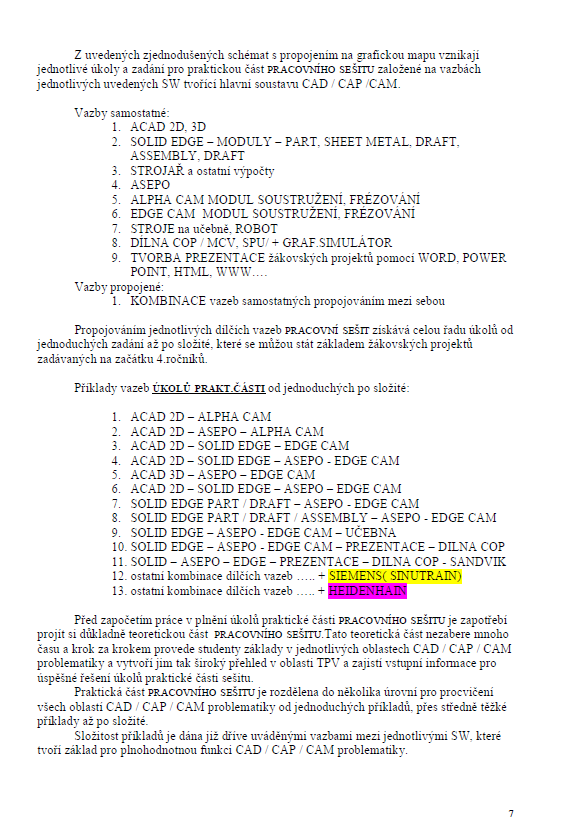 Z uvedených zjednodušených schémat s propojením na grafickou mapu vznikají
jednotlivé úkoly a zadání pro praktickou část PRACOVNÍHO SEŠITU založené na vazbách
jednotlivých uvedených SW tvořící hlavní soustavu CAD / CAP /CAM.
Vazby samostatné:
1. ACAD 2D, 3D
2. SOLID EDGE – MODULY – PART, SHEET METAL, DRAFT,
ASSEMBLY, DRAFT
3. STROJAŘ a ostatní výpočty
4. ASEPO
5. ALPHA CAM MODUL SOUSTRUŽENÍ, FRÉZOVÁNÍ
6. EDGE CAM MODUL SOUSTRUŽENÍ, FRÉZOVÁNÍ
7. STROJE na učebně, ROBOT
8. DÍLNA COP / MCV, SPU/ + GRAF.SIMULÁTOR
9. TVORBA PREZENTACE žákovských projektů pomocí WORD, POWER
POINT, HTML, WWW….
Vazby propojené:
1. KOMBINACE vazeb samostatných propojováním mezi sebou
Propojováním jednotlivých dílčích vazeb PRACOVNÍ SEŠIT získává celou řadu úkolů od
jednoduchých zadání až po složité, které se můžou stát základem žákovských projektů
zadávaných na začátku 4.ročníků.
Příklady vazeb ÚKOLŮ PRAKT.ČÁSTI od jednoduchých po složité:
1. ACAD 2D – ALPHA CAM
2. ACAD 2D – ASEPO – ALPHA CAM
3. ACAD 2D – SOLID EDGE – EDGE CAM
4. ACAD 2D – SOLID EDGE – ASEPO - EDGE CAM
5. ACAD 3D – ASEPO – EDGE CAM
6. ACAD 2D – SOLID EDGE – ASEPO – EDGE CAM
7. SOLID EDGE PART / DRAFT – ASEPO - EDGE CAM
8. SOLID EDGE PART / DRAFT / ASSEMBLY – ASEPO - EDGE CAM
9. SOLID EDGE – ASEPO - EDGE CAM – UČEBNA
10. SOLID EDGE – ASEPO - EDGE CAM – PREZENTACE – DILNA COP
11. SOLID – ASEPO – EDGE – PREZENTACE – DILNA COP - SANDVIK
12. ostatní kombinace dílčích vazeb ….. + SIEMENS( SINUTRAIN)
13. ostatní kombinace dílčích vazeb ….. + HEIDENHAIN
Před započetím práce v plnění úkolů praktické části PRACOVNÍHO SEŠITU je zapotřebí
projít si důkladně teoretickou část PRACOVNÍHO SEŠITU.Tato teoretická část nezabere mnoho
času a krok za krokem provede studenty základy v jednotlivých oblastech CAD / CAP / CAM
problematiky a vytvoří jim tak široký přehled v oblasti TPV a zajistí vstupní informace pro
úspěšné řešení úkolů praktické části sešitu.
Praktická část PRACOVNÍHO SEŠITU je rozdělena do několika úrovní pro procvičení
všech oblastí CAD / CAP / CAM problematiky od jednoduchých příkladů, přes středně těžké
příklady až po složité.
Složitost příkladů je dána již dříve uváděnými vazbami mezi jednotlivými SW, které
tvoří základ pro plnohodnotnou funkci CAD / CAP / CAM problematiky.
7